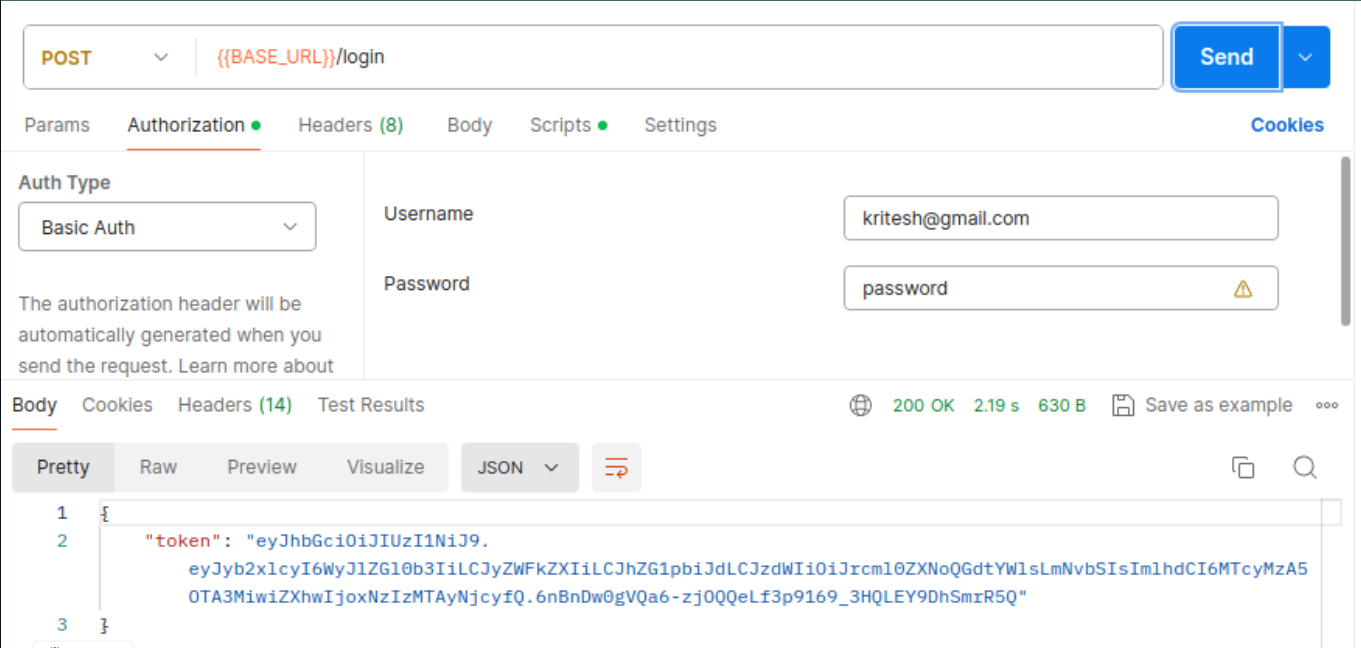 POST {{BASE_URL}}/login Send
Params Authorization Headers (8) Body Scripts Settings Cookies
Auth Type
Basic Auth
The authorization header will be
automatically generated when you
send the request. Learn more about
Username kritesh@gmail.com
Password password
Body Cookies Headers (14) Test Results 200 OK 2.19 s 630 B Save as example
Pretty Raw Preview Visualize JSON
1 {
2 "token": "eyJhbGciOiJIUzI1NiJ9.
eyJyb2xlcyI6WyJlZGl0b3IiLCJyZWFkZXIiLCJhZG1pbiJdLCJzdWIiOiJrcml0ZXNoQGdtYWlsLmNvbSIsImlhdCI6MTcyMzA5
OTA3MiwiZXhwIjoxNzIzMTAyNjcyfQ.6nBnDw0gVQa6-zjOQQeLf3p9169_3HQLEY9DhSmrR5Q"
3 }